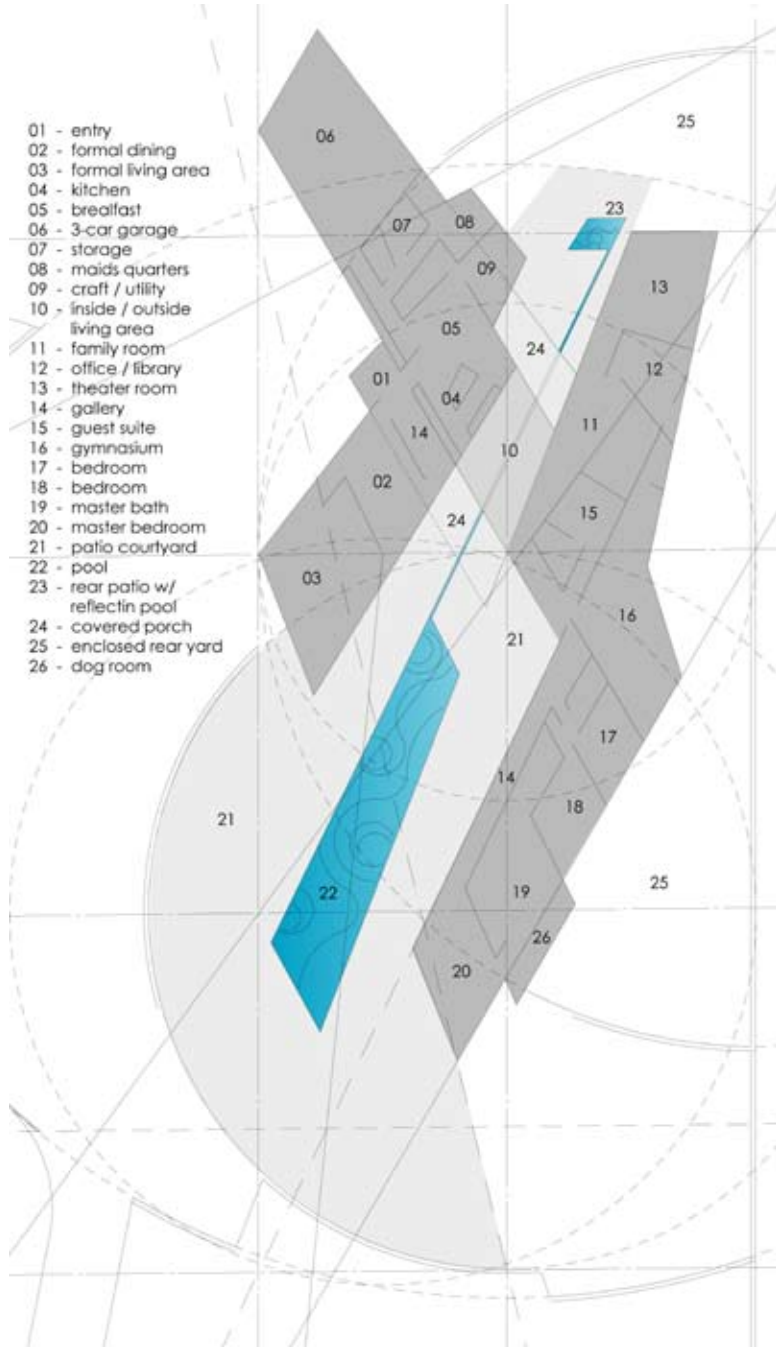 01 - entry
02 - formal dining
03 - formal living area
04 - kitchen
05 - brealfast
06 - 3-car garage
07 - storage
08 - maids quarters
09 - craft / utility
10 - inside / outside
living area
11 - family room
12 - office / library
13 - theater room
14 - gallery
15 - guest suite
16 - gymnasium
17 - bedroom
18 - bedroom
19 - master bath
20 - master bedroom
21 - patio courtyard
22 - pool
23 - rear patio w/
reflectin pool
24 - covered porch
25 - enclosed rear yard
26 - dog room
25
06
23
07
08
09
13
05
24
12
01
04
11
14
10
02
15
24
03
16
21
17
14
18
21
22
19
25
26
20